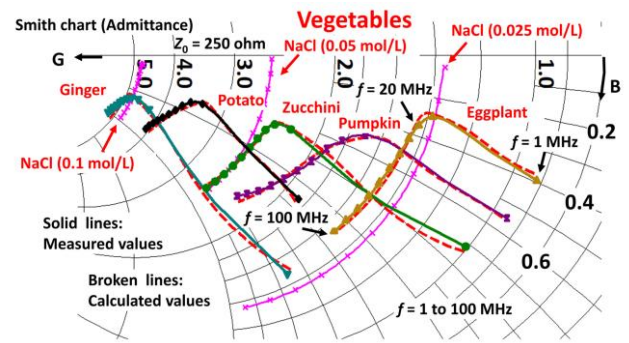 Vegetables
Smith chart (Admittance)
Z₀ = 250 ohm
NaCl (0.05 mol/L)
NaCl (0.025 mol/L)
G
B
5.0
4.0
3.0
2.0
1.0
0.2
0.4
0.6
Ginger
Potato
Zucchini
Pumpkin
Eggplant
f = 20 MHz
f = 1 MHz
NaCl (0.1 mol/L)
f = 100 MHz
Solid lines:
Measured values
Broken lines:
Calculated values
f = 1 to 100 MHz